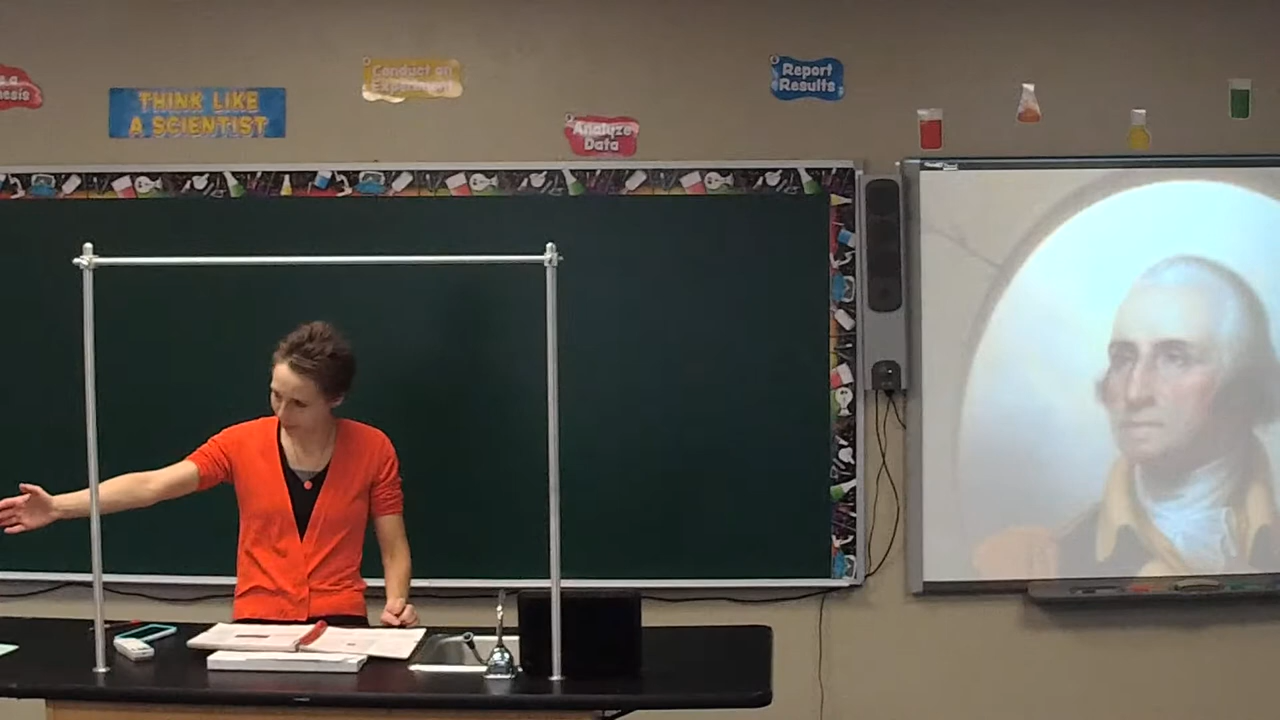 THINK LIKE
A SCIENTIST
Conduct an
Experiment
Analyze
Data
Report
Results